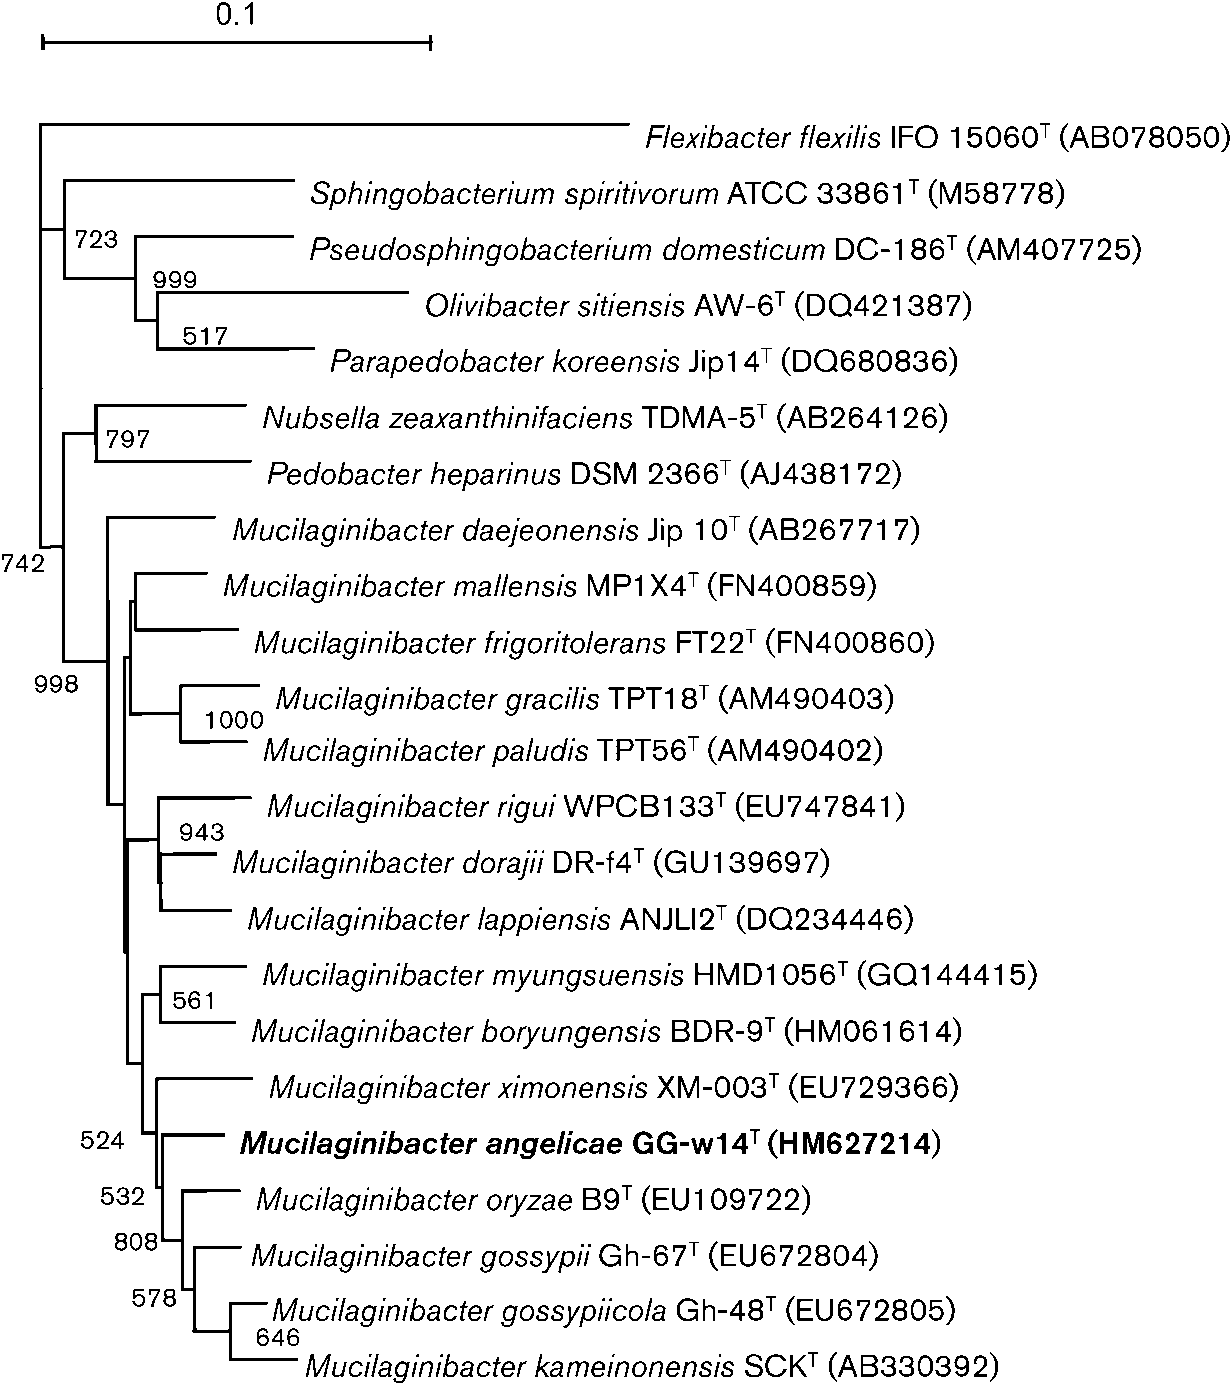 0.1
Flexibacter flexilis IFO 15060ᵀ (AB078050)
Sphingobacterium spiritivorum ATCC 33861ᵀ (M58778)
723
Pseudosphingobacterium domesticum DC-186ᵀ (AM407725)
999
Olivibacter sitiensis AW-6ᵀ (DQ421387)
517
Parapedobacter koreensis Jip14ᵀ (DQ680836)
Nubsella zeaxanthinifaciens TDMA-5ᵀ (AB264126)
797
Pedobacter heparinus DSM 2366ᵀ (AJ438172)
Mucilaginibacter daejeonensis Jip 10ᵀ (AB267717)
742
Mucilaginibacter mallensis MP1X4ᵀ (FN400859)
Mucilaginibacter frigoritolerans FT22ᵀ (FN400860)
998
Mucilaginibacter gracilis TPT18ᵀ (AM490403)
1000
Mucilaginibacter paludis TPT56ᵀ (AM490402)
Mucilaginibacter rigui WPCB133ᵀ (EU747841)
943
Mucilaginibacter dorajii DR-f4ᵀ (GU139697)
Mucilaginibacter lappiensis ANJLI2ᵀ (DQ234446)
Mucilaginibacter myungsuensis HMD1056ᵀ (GQ144415)
561
Mucilaginibacter boryungensis BDR-9ᵀ (HM061614)
Mucilaginibacter ximonensis XM-003ᵀ (EU729366)
524
Mucilaginibacter angelicae GG-w14ᵀ (HM627214)
532
Mucilaginibacter oryzae B9ᵀ (EU109722)
808
Mucilaginibacter gossypii Gh-67ᵀ (EU672804)
578
Mucilaginibacter gossypiicola Gh-48ᵀ (EU672805)
646
Mucilaginibacter kameinonensis SCKᵀ (AB330392)